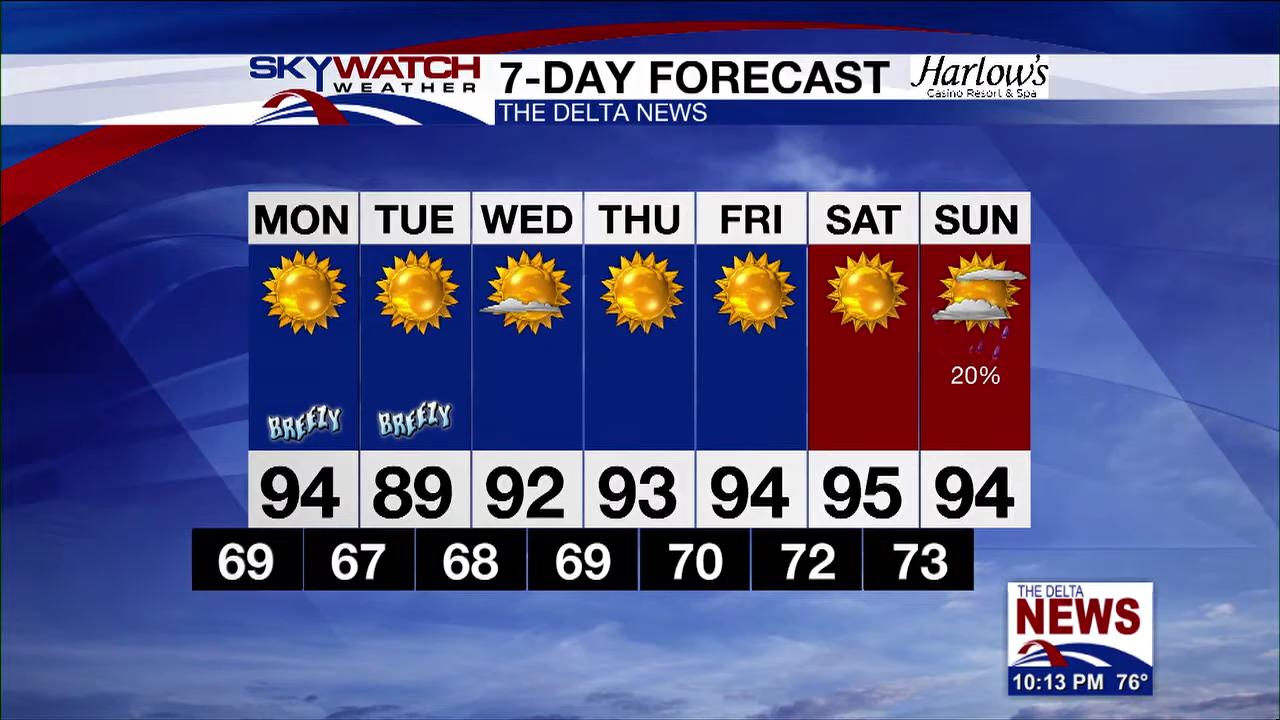 SKYWATCH
WEATHER
7-DAY FORECAST
Harlow's
Casino Resort & Spa
THE DELTA NEWS
MON TUE WED THU FRI SAT SUN
20%
BREEZY BREEZY
94 89 92 93 94 95 94
69 67 68 69 70 72 73
THE DELTA
NEWS
10:13 PM 76°